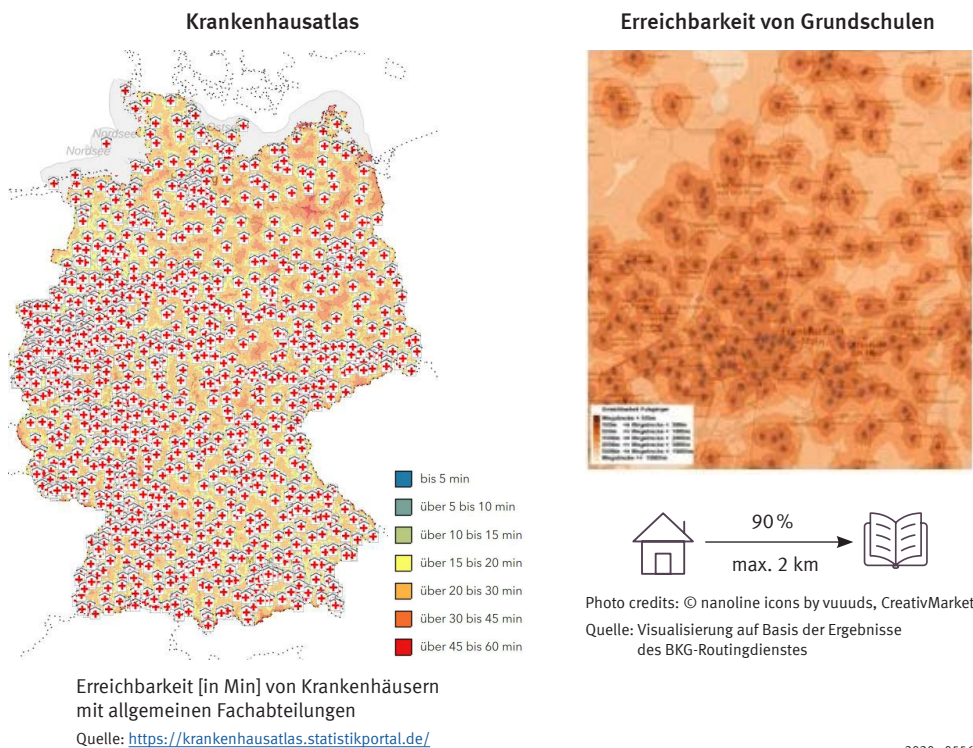 Krankenhausatlas
Nordsee
Nordsee
bis 5 min
über 5 bis 10 min
über 10 bis 15 min
über 15 bis 20 min
über 20 bis 30 min
über 30 bis 45 min
über 45 bis 60 min
Erreichbarkeit [in Min] von Krankenhäusern
mit allgemeinen Fachabteilungen
Quelle: https://krankenhausatlas.statistikportal.de/
Erreichbarkeit von Grundschulen
Erreichbarkeit Fußgänger
90 %
max. 2 km
Photo credits: © nanoline icons by vuuuds, CreativMarket
Quelle: Visualisierung auf Basis der Ergebnisse
des BKG-Routingdienstes